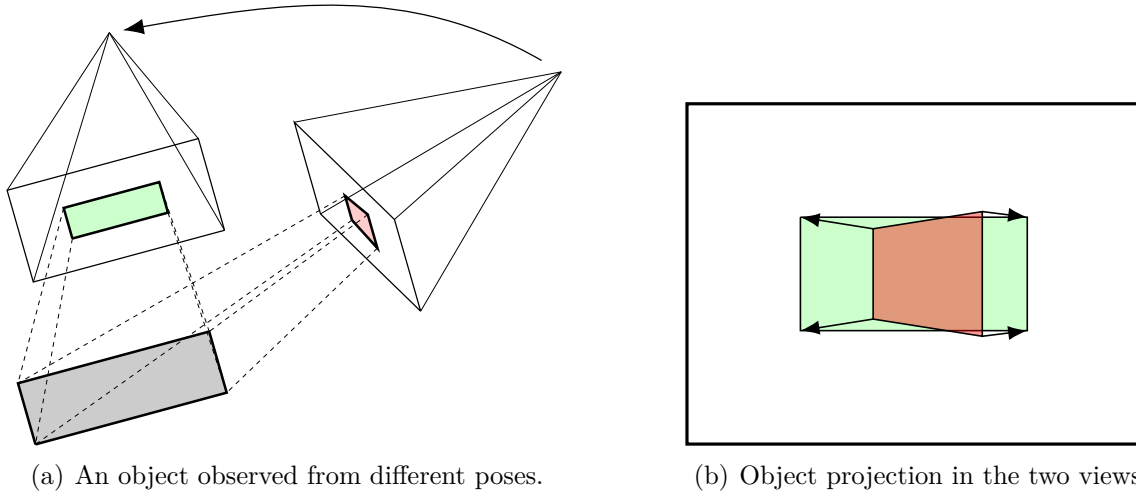 (a) An object observed from different poses.
(b) Object projection in the two views